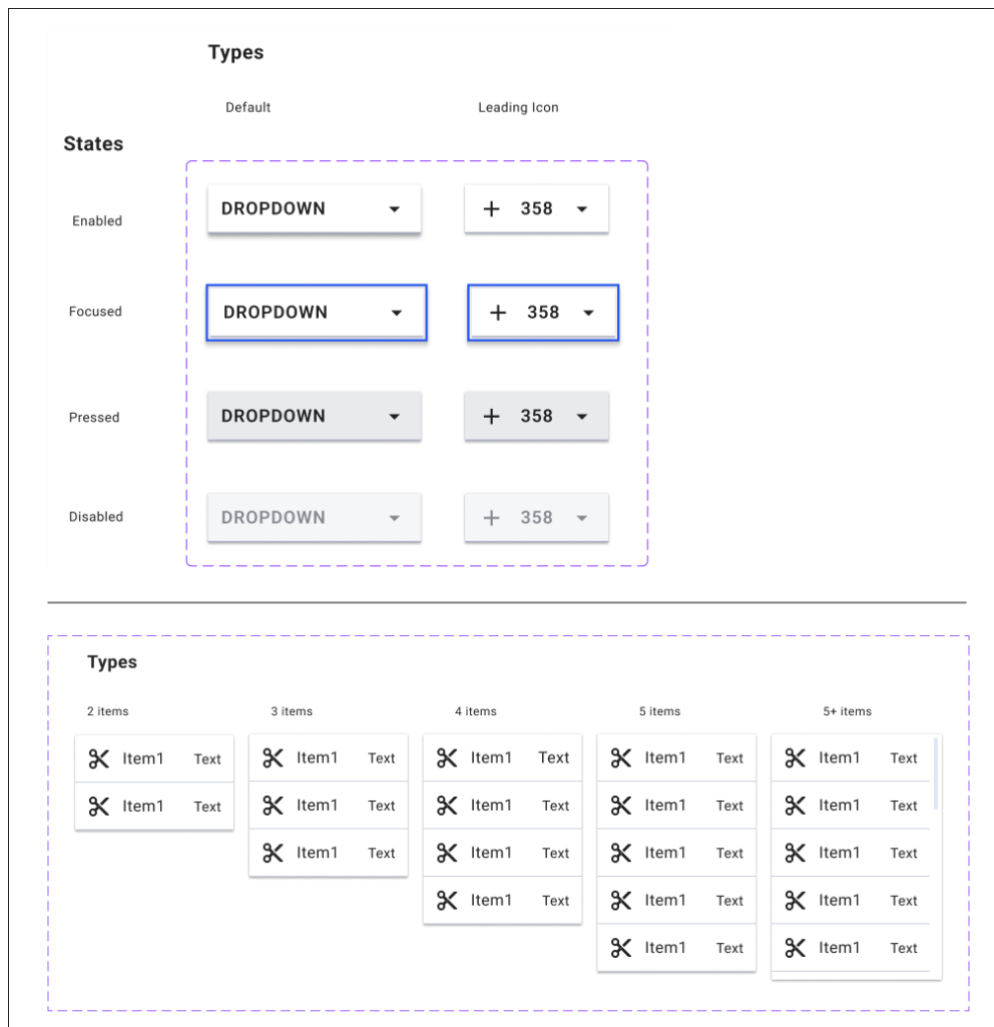 Types
Default Leading Icon
States
Enabled DROPDOWN 358
Focused DROPDOWN 358
Pressed DROPDOWN 358
Disabled DROPDOWN 358
Types
2 items 3 items 4 items 5 items 5+ items
Item1 Text Item1 Text Item1 Text Item1 Text Item1 Text
Item1 Text Item1 Text Item1 Text Item1 Text Item1 Text
Item1 Text Item1 Text Item1 Text Item1 Text
Item1 Text Item1 Text Item1 Text
Item1 Text Item1 Text